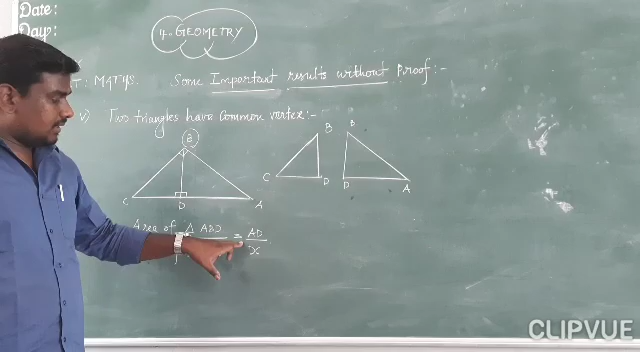 Date:
Day:
4. GEOMETRY
T: MATHS
Some Important results without Proof:-
v) Two triangles have Common vertex:-
B
C
D
A
B
C
D
B
D
A
Area of Δ ABD
= AD
CLIPVUE